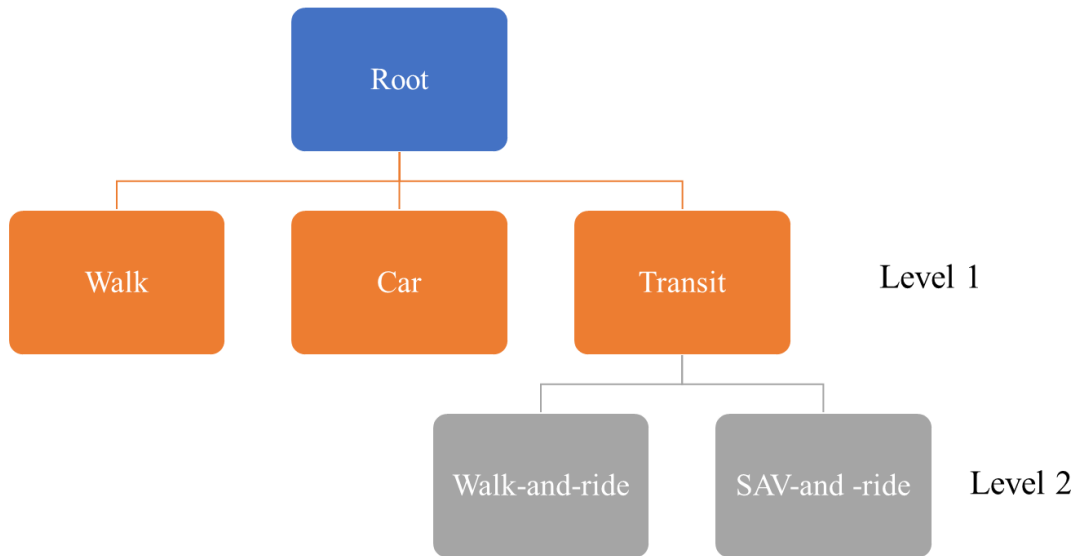 Root
Walk
Car
Transit
Level 1
Walk-and-ride
SAV-and -ride
Level 2